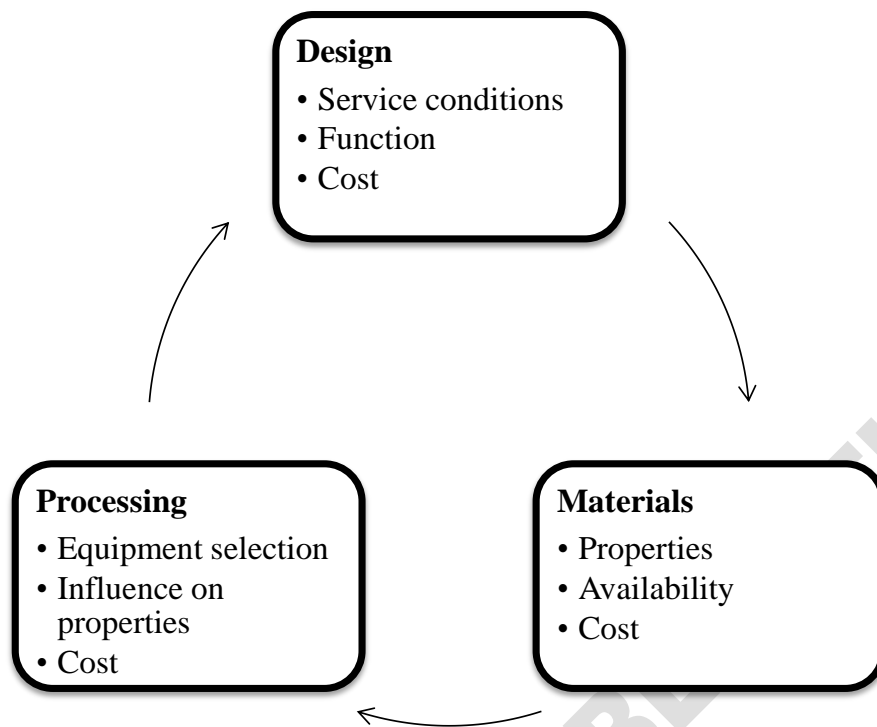 Design
• Service conditions
• Function
• Cost
Processing
• Equipment selection
• Influence on
properties
• Cost
Materials
• Properties
• Availability
• Cost